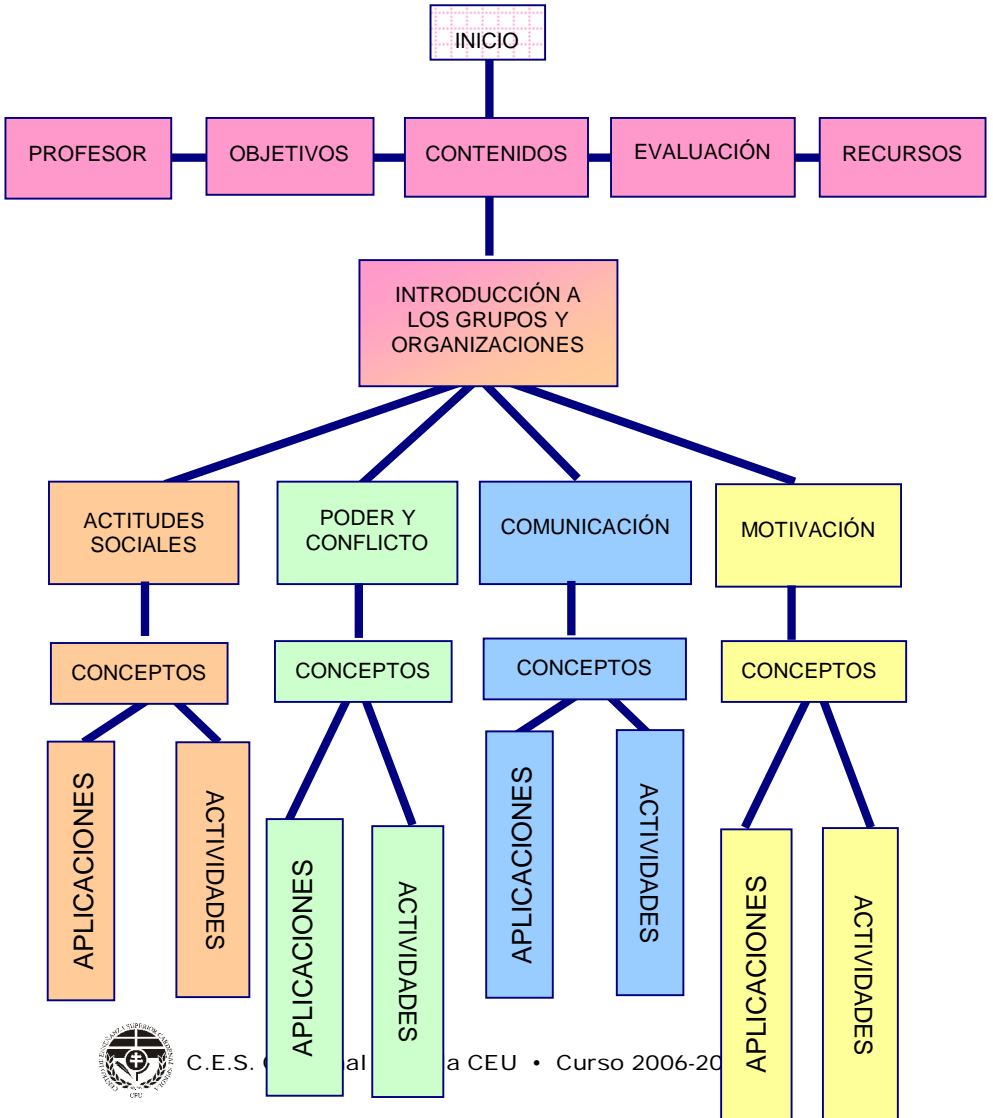 INICIO
PROFESOR
OBJETIVOS
CONTENIDOS
EVALUACIÓN
RECURSOS
INTRODUCCIÓN A
LOS GRUPOS Y
ORGANIZACIONES
ACTITUDES
SOCIALES
PODER Y
CONFLICTO
COMUNICACIÓN
MOTIVACIÓN
CONCEPTOS
CONCEPTOS
CONCEPTOS
CONCEPTOS
APLICACIONES
ACTIVIDADES
APLICACIONES
ACTIVIDADES
APLICACIONES
ACTIVIDADES
APLICACIONES
ACTIVIDADES
C.E.S. al a CEU • Curso 2006-20